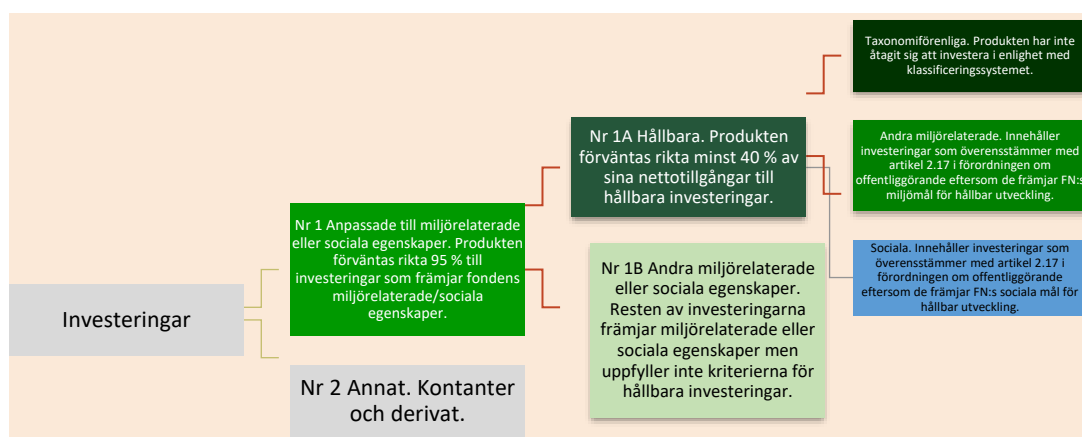 Investeringar
Nr 1 Anpassade till miljörelaterade
eller sociala egenskaper. Produkten
förväntas rikta 95 % till
investeringar som främjar fondens
miljörelaterade/sociala
egenskaper.
Nr 2 Annat. Kontanter
och derivat.
Nr 1A Hållbara. Produkten
förväntas rikta minst 40 % av
sina nettotillgångar till
hållbara investeringar.
Nr 1B Andra miljörelaterade
eller sociala egenskaper.
Resten av investeringarna
främjar miljörelaterade eller
sociala egenskaper men
uppfyller inte kriterierna för
hållbara investeringar.
Taxonomiförenliga. Produkten har inte
åtagit sig att investera i enlighet med
klassificeringssystemet.
Andra miljörelaterade. Innehåller
investeringar som överensstämmer med
artikel 2.17 i förordningen om
offentliggörande eftersom de främjar FN:s
miljömål för hållbar utveckling.
Sociala. Innehåller investeringar som
överensstämmer med artikel 2.17 i
förordningen om offentliggörande
eftersom de främjar FN:s sociala mål för
hållbar utveckling.